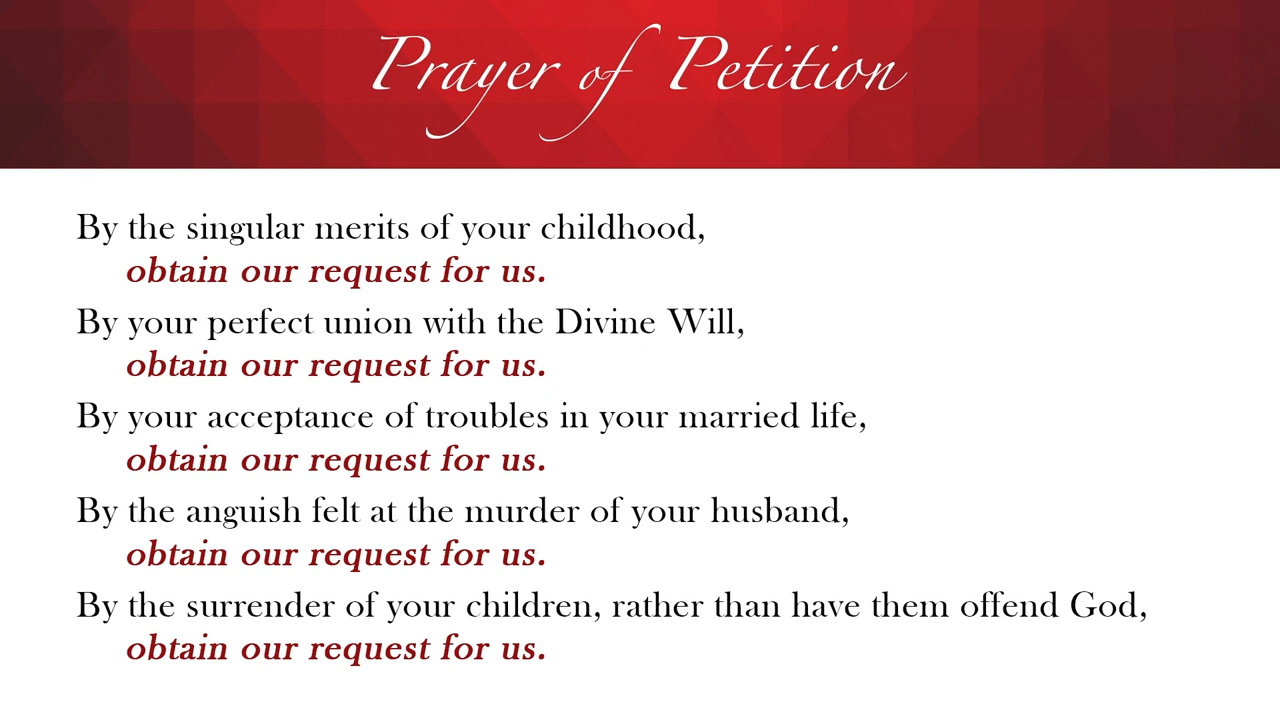 Prayer of Petition
By the singular merits of your childhood,
obtain our request for us.
By your perfect union with the Divine Will,
obtain our request for us.
By your acceptance of troubles in your married life,
obtain our request for us.
By the anguish felt at the murder of your husband,
obtain our request for us.
By the surrender of your children, rather than have them offend God,
obtain our request for us.